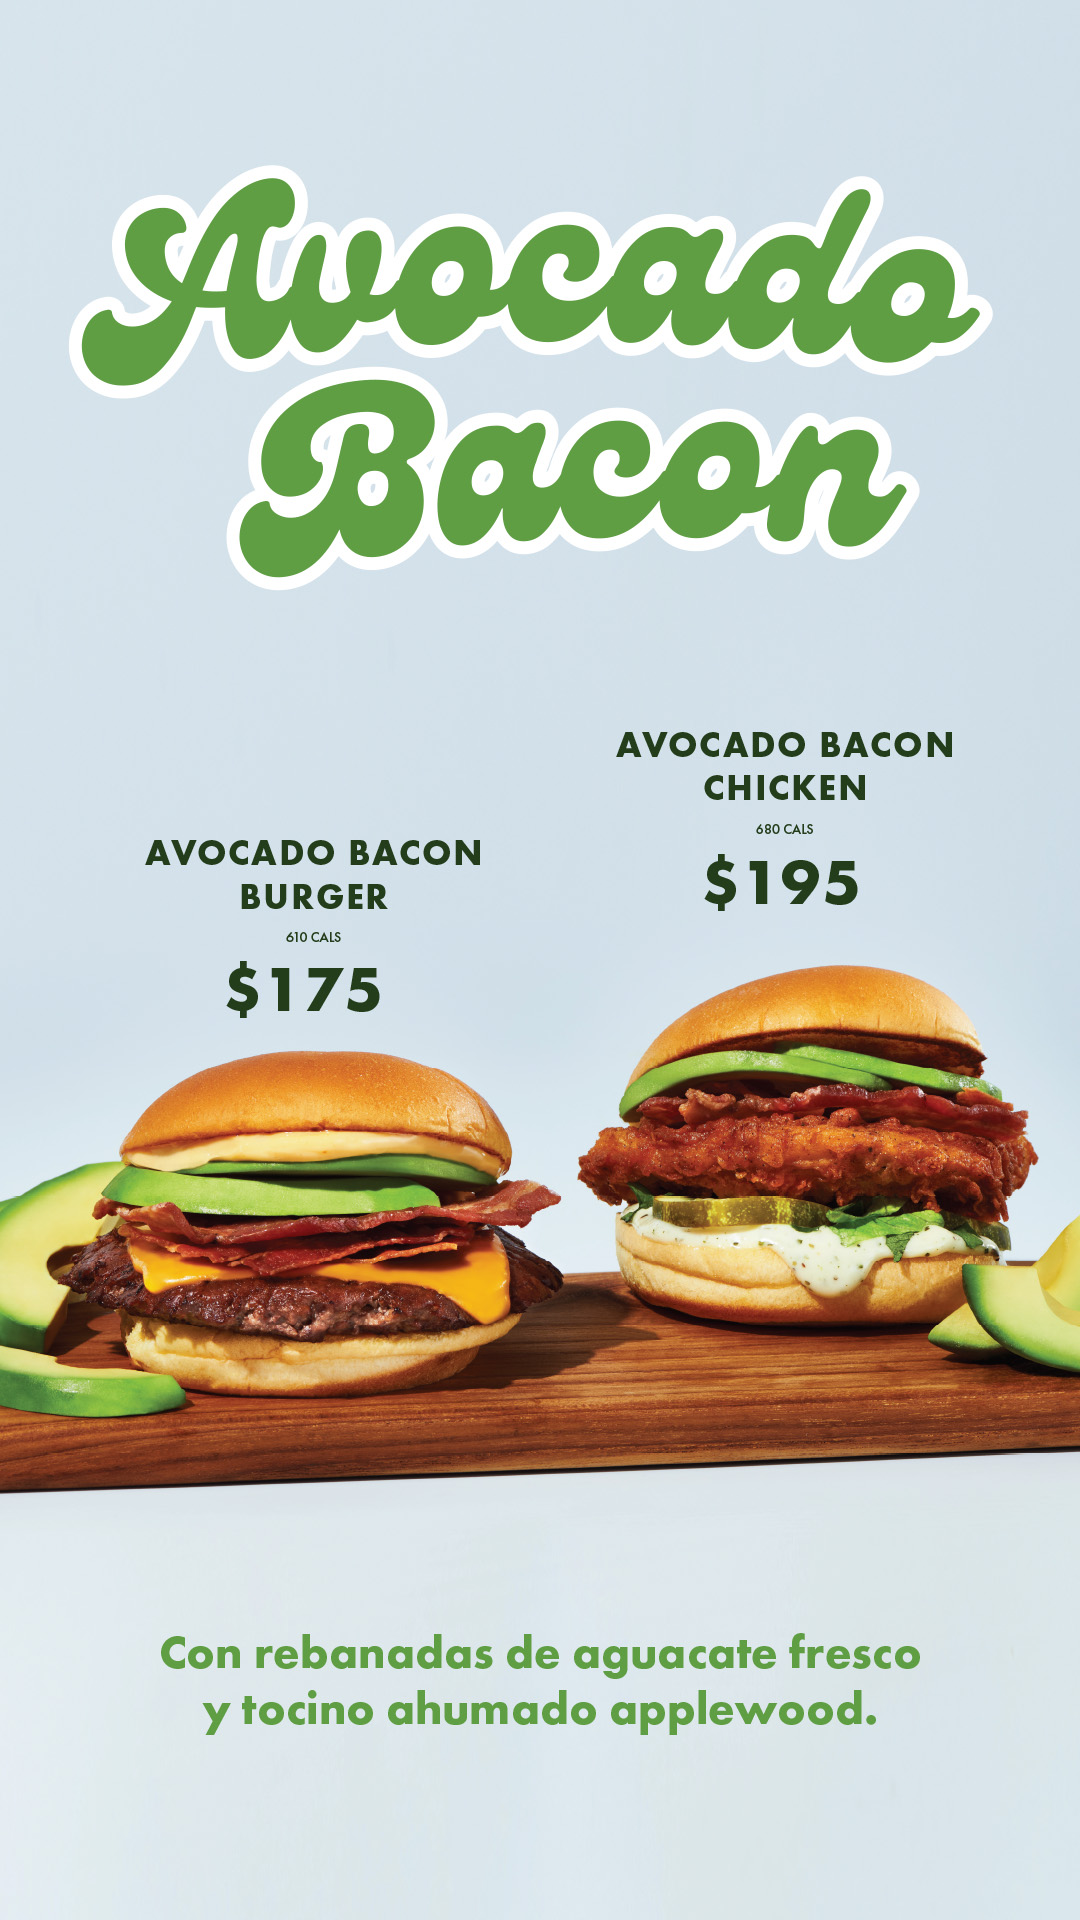 Avocado
Bacon
AVOCADO BACON
BURGER
610 CALS
$175
AVOCADO BACON
CHICKEN
680 CALS
$195
Con rebanadas de aguacate fresco
y tocino ahumado applewood.